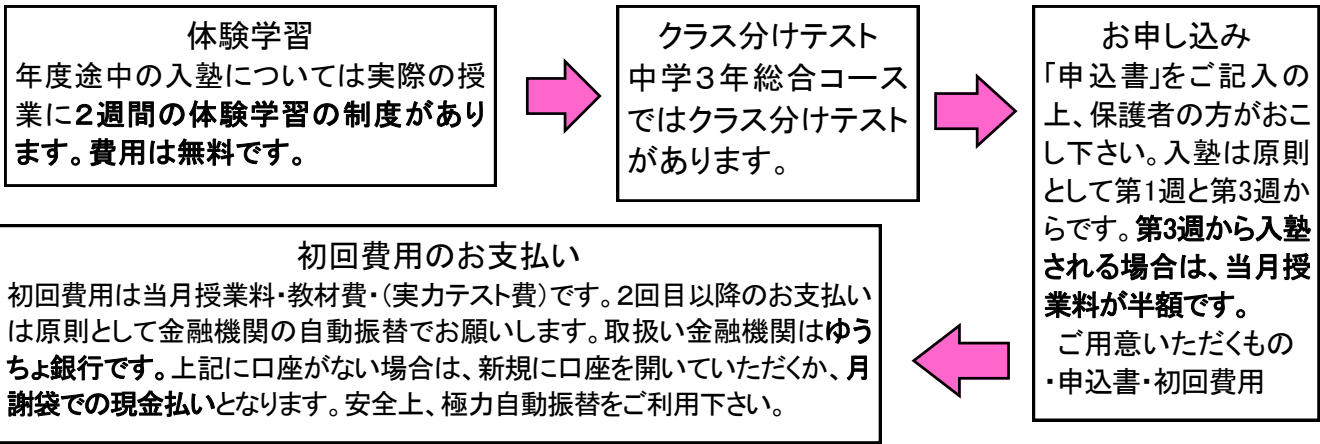 体験学習
年度途中の入塾については実際の授
業に２週間の体験学習の制度があり
ます。費用は無料です。
クラス分けテスト
中学３年総合コース
ではクラス分けテスト
があります。
お申し込み
「申込書」をご記入の
上、保護者の方がおこ
し下さい。入塾は原則
として第1週と第3週か
らです。第3週から入塾
される場合は、当月授
業料が半額です。
ご用意いただくもの
・申込書・初回費用
初回費用のお支払い
初回費用は当月授業料・教材費・（実力テスト費）です。２回目以降のお支払い
は原則として金融機関の自動振替でお願いします。取扱い金融機関はゆう
ちょ銀行です。上記に口座がない場合は、新規に口座を開いていただくか、月
謝袋での現金払いとなります。安全上、極力自動振替をご利用下さい。